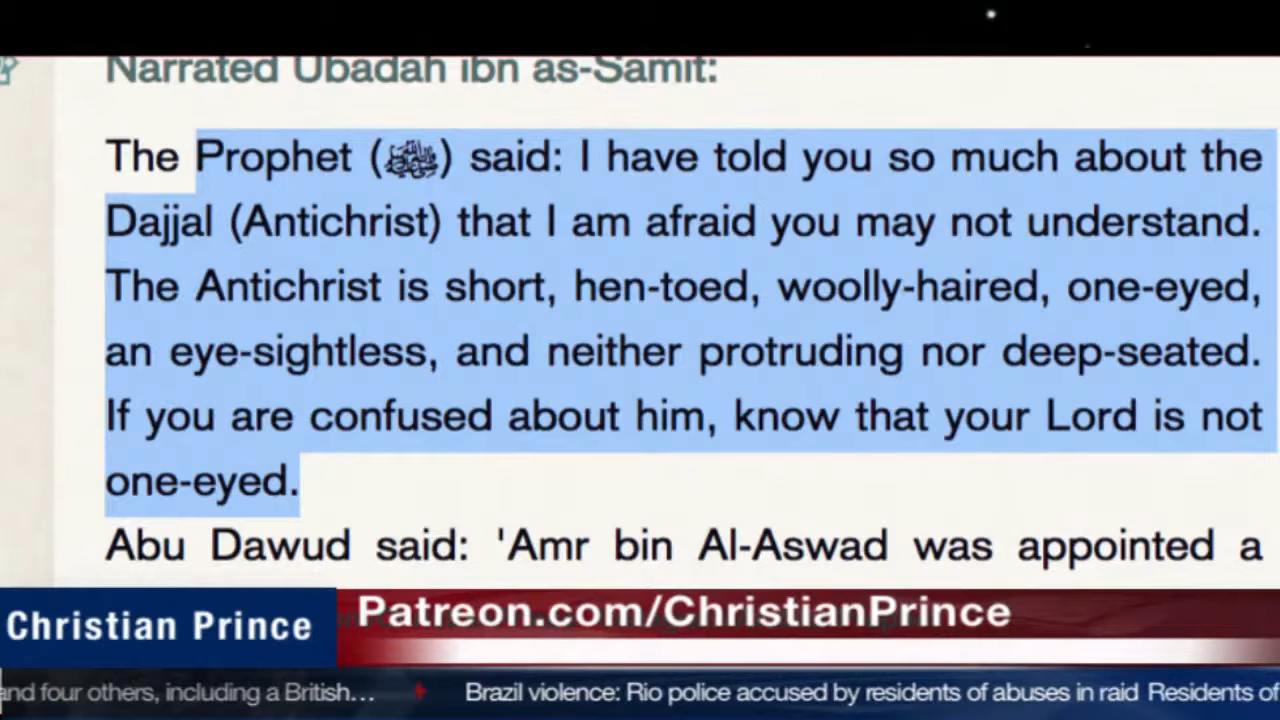 Narrated Ubadah ibn as-Samit:
The Prophet (ﷺ) said: I have told you so much about the
Dajjal (Antichrist) that I am afraid you may not understand.
The Antichrist is short, hen-toed, woolly-haired, one-eyed,
an eye-sightless, and neither protruding nor deep-seated.
If you are confused about him, know that your Lord is not
one-eyed.
Abu Dawud said: 'Amr bin Al-Aswad was appointed a
Christian Prince
Patreon.com/ChristianPrince
and four others, including a British… Brazil violence: Rio police accused by residents of abuses in raid Residents of